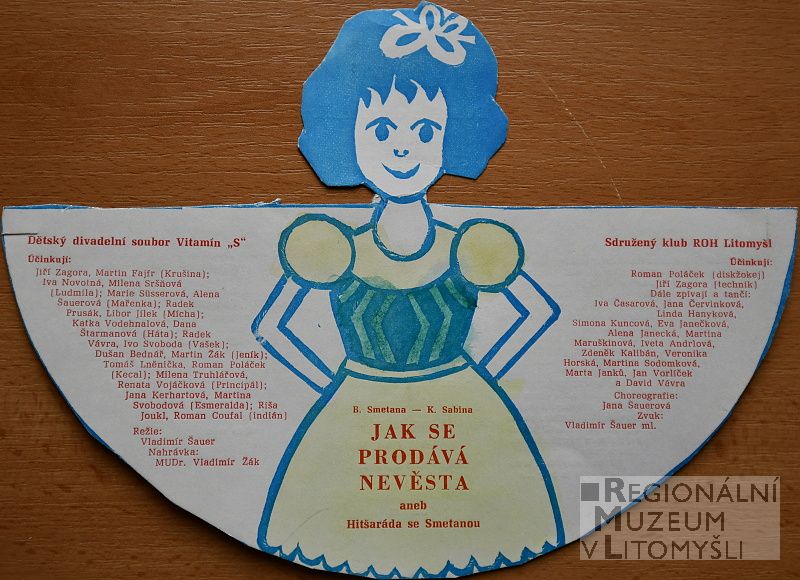 Dětský divadelní soubor Vitamín „S“
Účinkují:
Jiří Zagora, Martin Fajfr (Krušina);
Iva Novotná, Milena Sršňová
(Ludmila); Marie Süsserová, Alena
Šauerová (Mařenka); Radek
Prusák, Libor Jílek (Mícha);
Katka Vodehnalová, Dana
Štarmanová (Háta); Radek
Vávra, Ivo Svoboda (Vašek);
Dušan Bednář, Martin Žák (Jeník);
Tomáš Lněnička, Roman Poláček
(Kecal); Milena Truhlářová,
Renata Vojáčková (Principál);
Jana Kerhartová, Martina
Svobodová (Esmeralda); Ríša
Joukl, Roman Coufal (indián)
Režie:
Vladimír Šauer
Nahrávka:
MUDr. Vladimír Žák
B. Smetana — K. Sabina
JAK SE
PRODÁVÁ
NEVĚSTA
aneb
Hitšaráda se Smetanou
Sdružený klub ROH Litomyšl
Účinkují:
Roman Poláček (diskžokej)
Jiří Zagora (technik)
Dále zpívají a tančí:
Iva Časarová, Jana Červinková,
Linda Hanyková,
Simona Kuncová, Eva Janečková,
Alena Janecká, Martina
Maruškinová, Iveta Andrlová,
Zdeněk Kalibán, Veronika
Horská, Martina Sodomková,
Marta Janků, Jan Vorlíček
a David Vávra
Choreografie:
Jana Šauerová
Zvuk:
Vladimír Šauer ml.
REGIONÁLNÍ
MUZEUM
V LITOMYŠLI